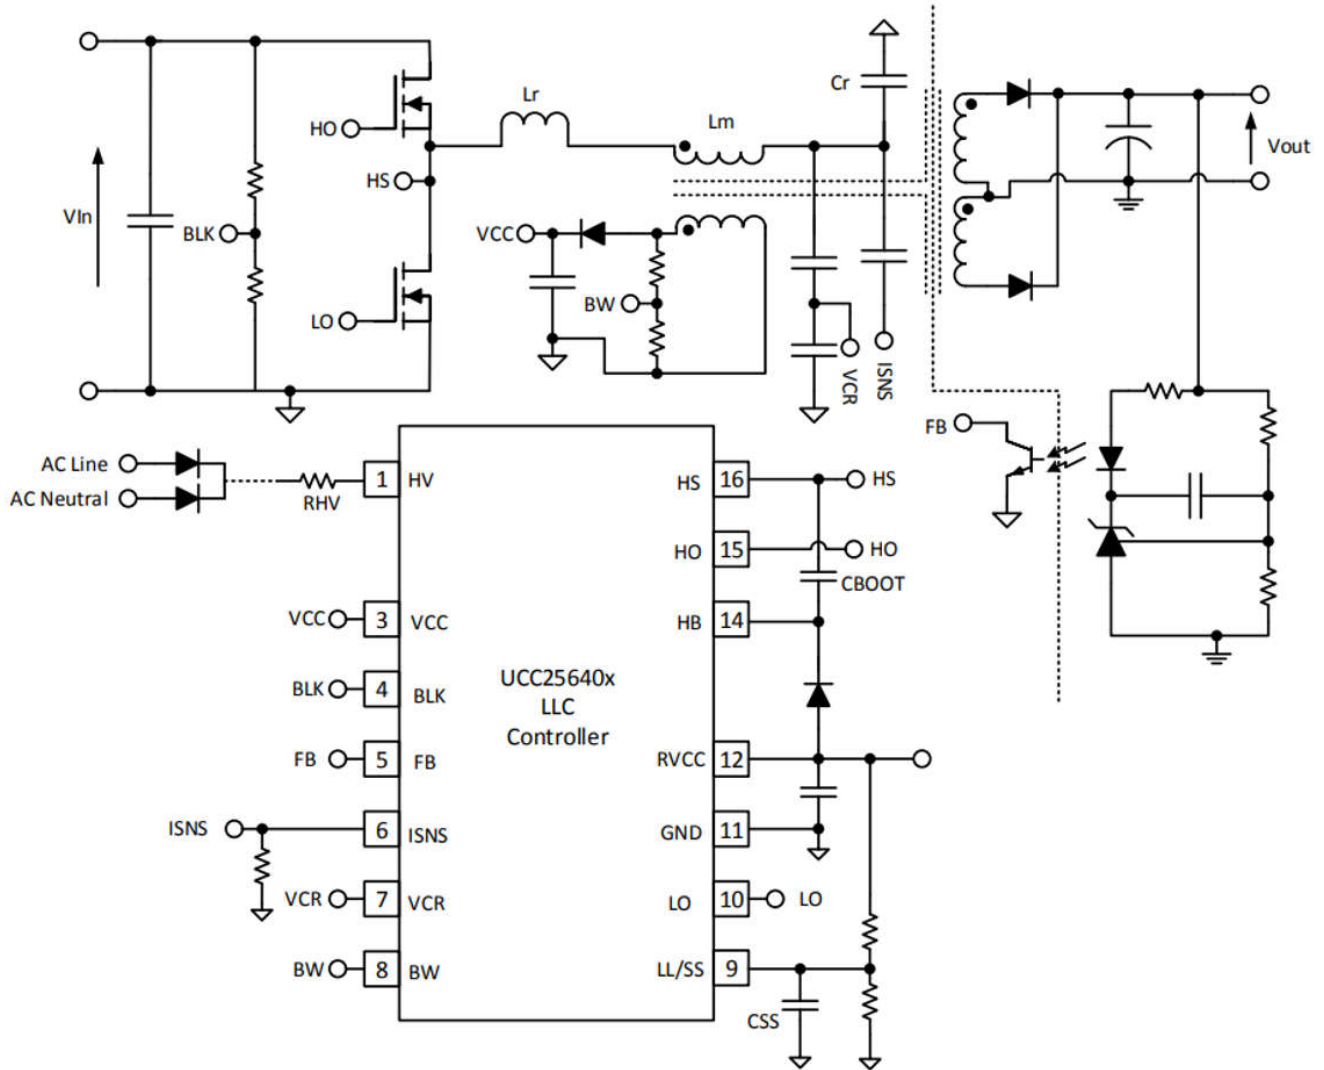 Cr
Lr
Lm
HO
HS
Vout
VIn
BLK
VCC
BW
LO
VCR
ISNS
FB
AC Line
AC Neutral
RHV
1 HV
HS 16 HS
HO 15 HO
CBOOT
VCC 3 VCC
HB 14
BLK 4 BLK
UCC25640x
LLC
Controller
FB 5 FB
RVCC 12
ISNS 6 ISNS
GND 11
VCR 7 VCR
LO 10 LO
BW 8 BW
LL/SS 9
CSS